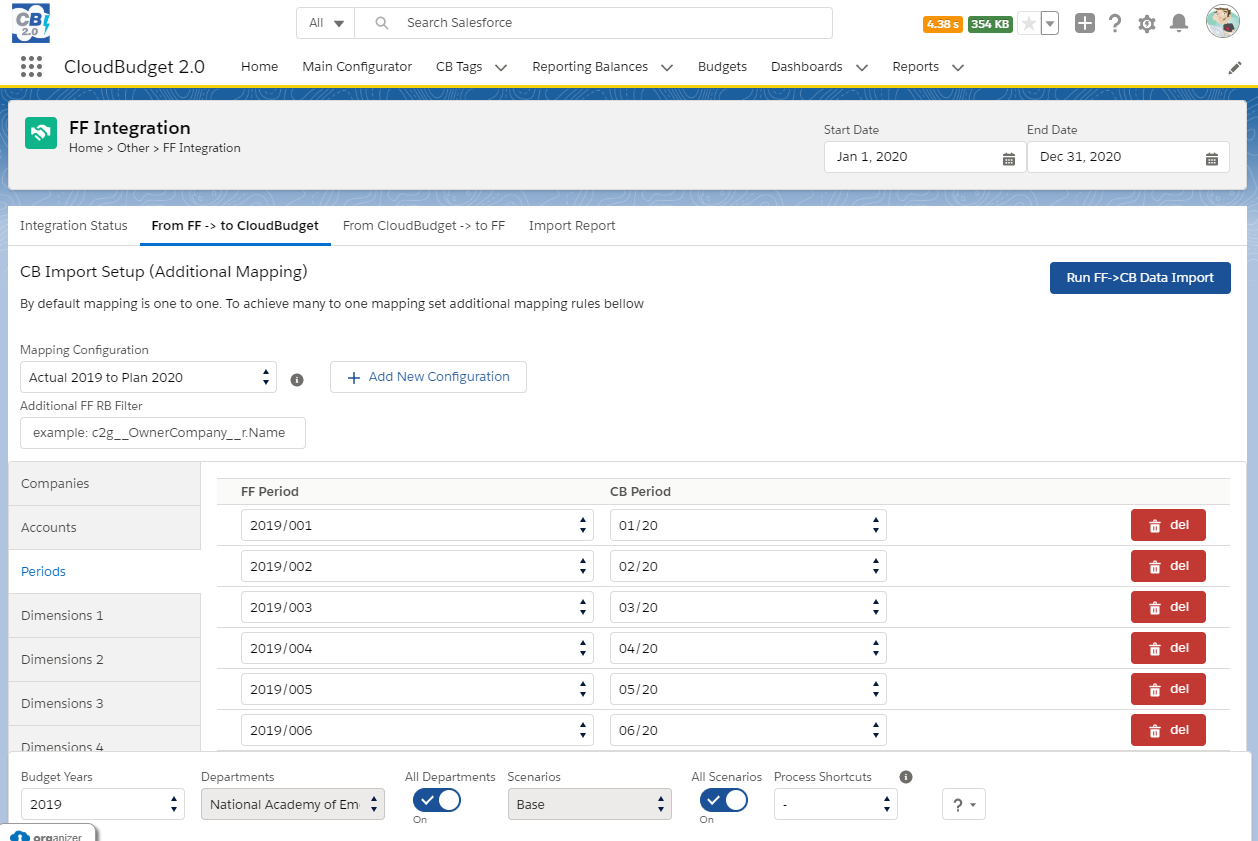 CB
2.0
All
Search Salesforce
4.38 s 354 KB
CloudBudget 2.0 Home Main Configurator CB Tags Reporting Balances Budgets Dashboards Reports
FF Integration
Home > Other > FF Integration
Start Date End Date
Jan 1, 2020 Dec 31, 2020
Integration Status From FF -> to CloudBudget From CloudBudget -> to FF Import Report
CB Import Setup (Additional Mapping)
Run FF->CB Data Import
By default mapping is one to one. To achieve many to one mapping set additional mapping rules bellow
Mapping Configuration
Actual 2019 to Plan 2020
+ Add New Configuration
Additional FF RB Filter
example: c2g__OwnerCompany__r.Name
Companies
Accounts
Periods
Dimensions 1
Dimensions 2
Dimensions 3
Dimensions 4
FF Period CB Period
2019/001 01/20 del
2019/002 02/20 del
2019/003 03/20 del
2019/004 04/20 del
2019/005 05/20 del
2019/006 06/20 del
Budget Years Departments All Departments Scenarios All Scenarios Process Shortcuts
2019 National Academy of Em Base - ?
On On
organizer